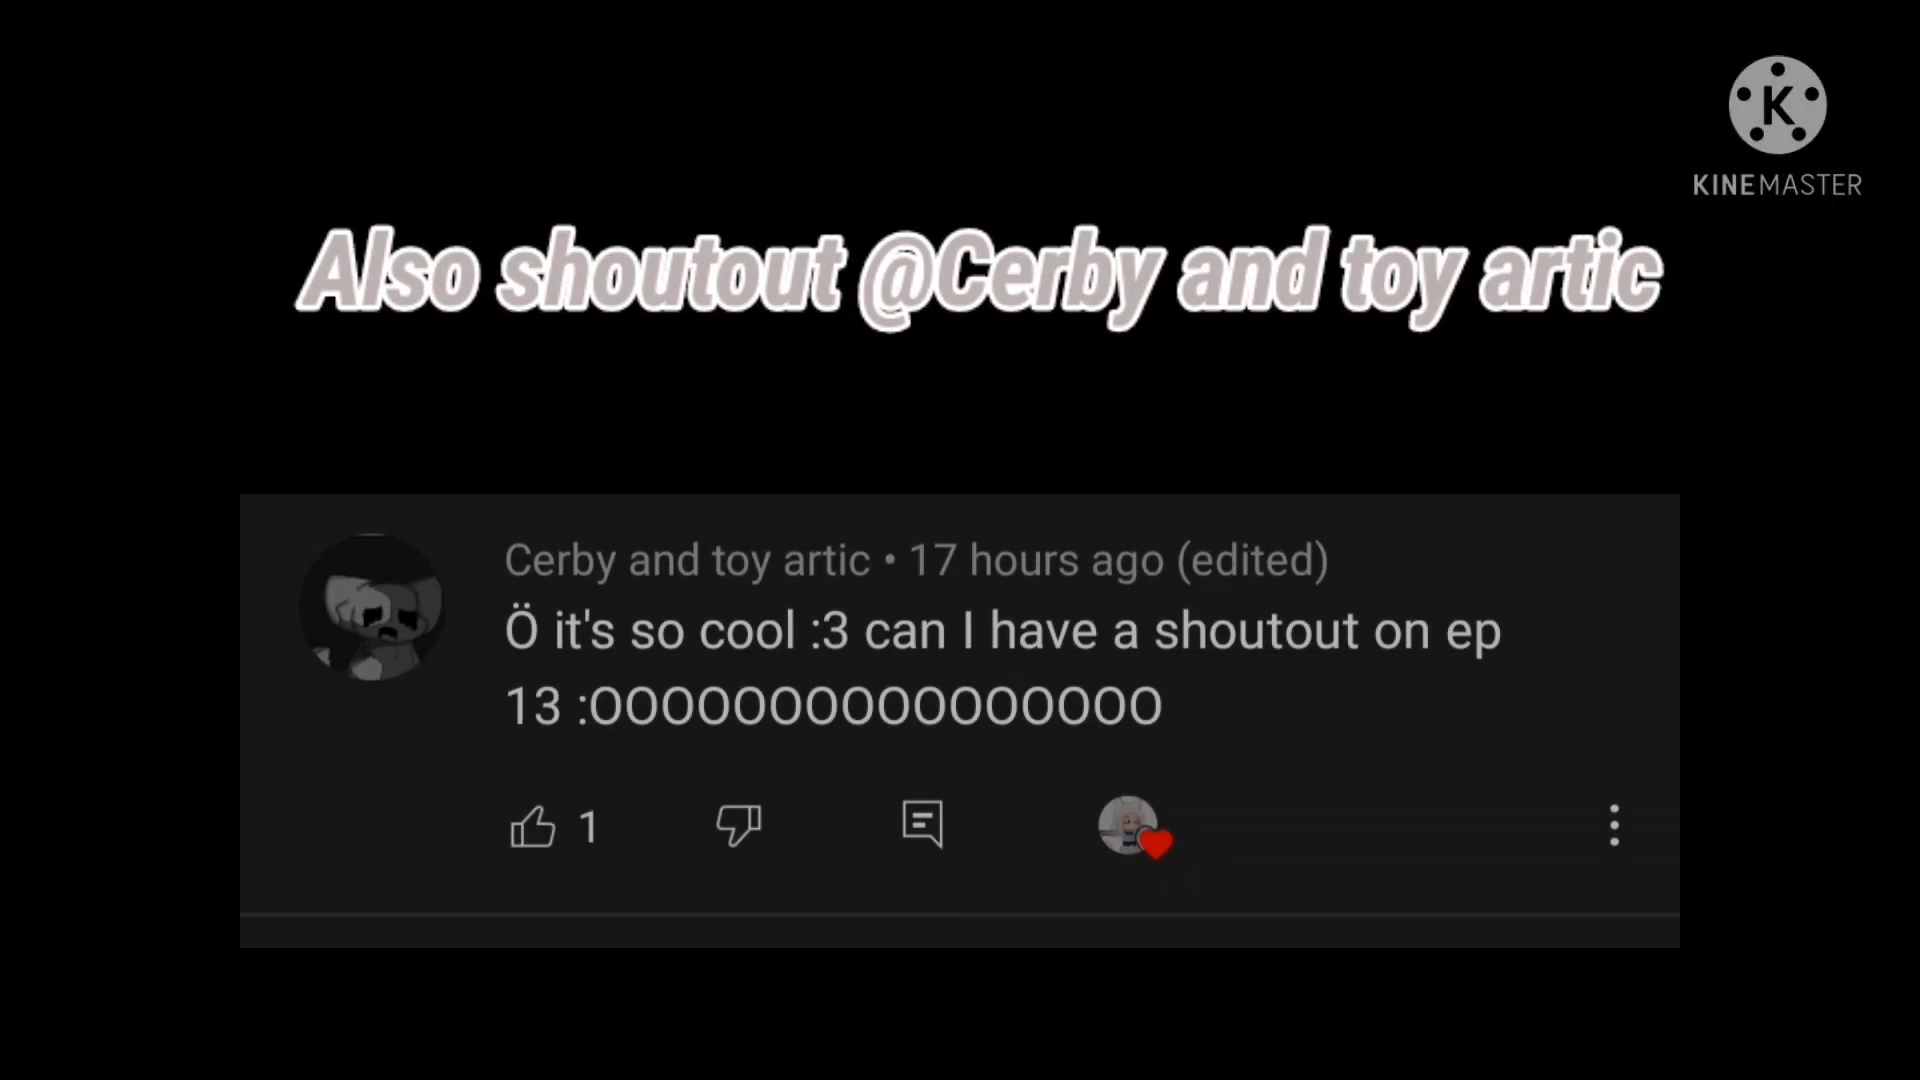 K
KINEMASTER
Also shoutout @Cerby and toy artic
Cerby and toy artic • 17 hours ago (edited)
Ö it's so cool :3 can I have a shoutout on ep
13 :OOOOOOOOOOOOOOOO
1